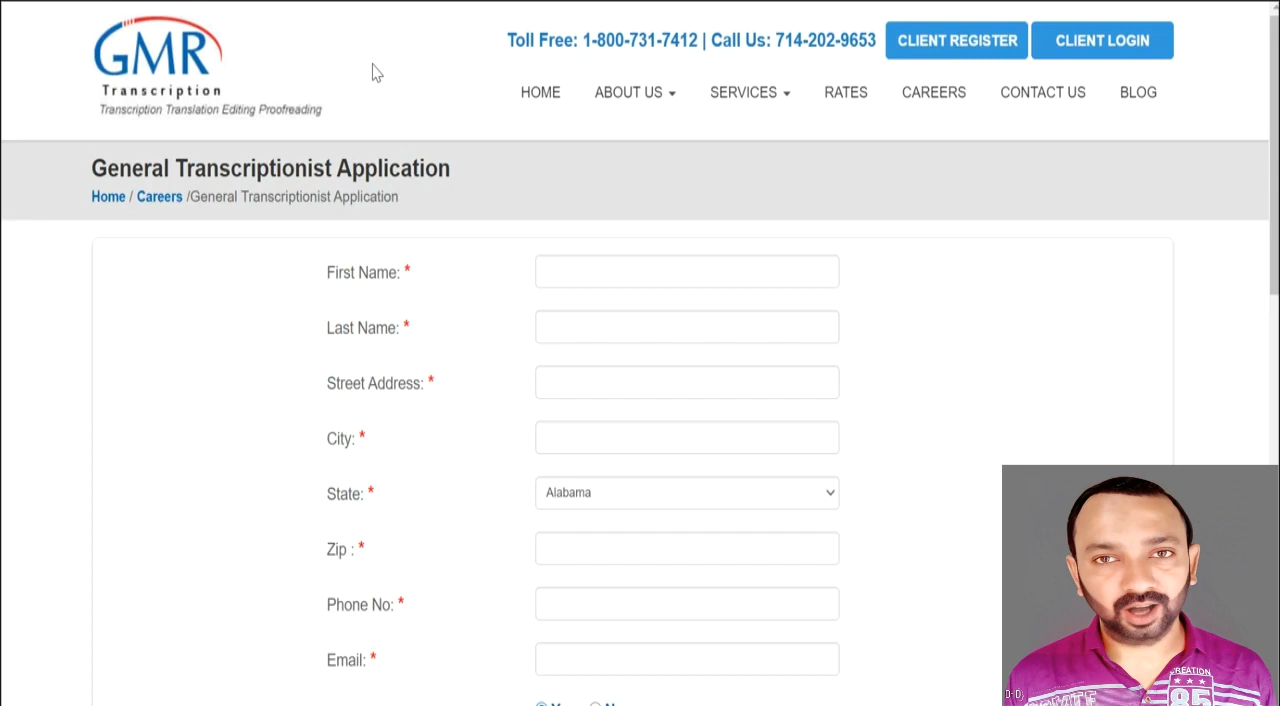 GMR
Transcription
Transcription Translation Editing Proofreading
Toll Free: 1-800-731-7412 | Call Us: 714-202-9653
CLIENT REGISTER
CLIENT LOGIN
HOME ABOUT US SERVICES RATES CAREERS CONTACT US BLOG
General Transcriptionist Application
Home / Careers /General Transcriptionist Application
First Name: *
Last Name: *
Street Address: *
City: *
State: * Alabama
Zip : *
Phone No: *
Email: *
CREATION
85